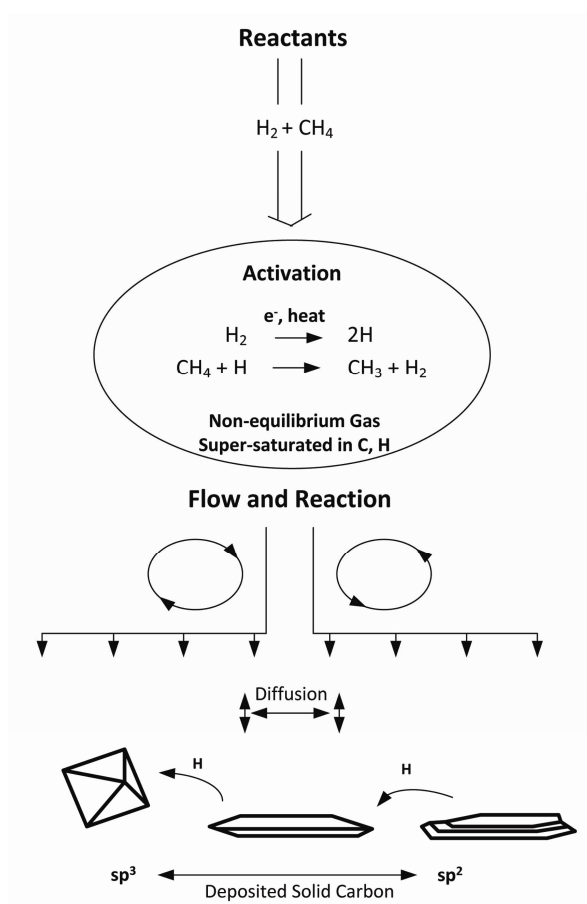 Reactants
H₂ + CH₄
Activation
e⁻, heat
H₂ 2H
CH₄ + H CH₃ + H₂
Non-equilibrium Gas
Super-saturated in C, H
Flow and Reaction
Diffusion
H H
sp³ sp²
Deposited Solid Carbon